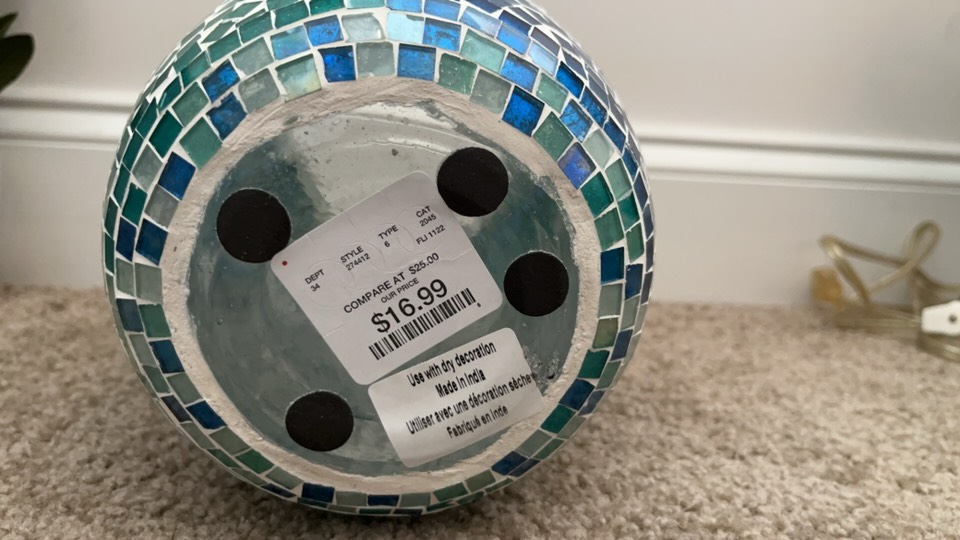 DEPT STYLE TYPE CAT
34 274412 6 2045
FLI 1122
COMPARE AT $25.00
OUR PRICE
$16.99
Use with dry decoration
Made in India
Utiliser avec une décoration sèche
Fabriqué en Inde